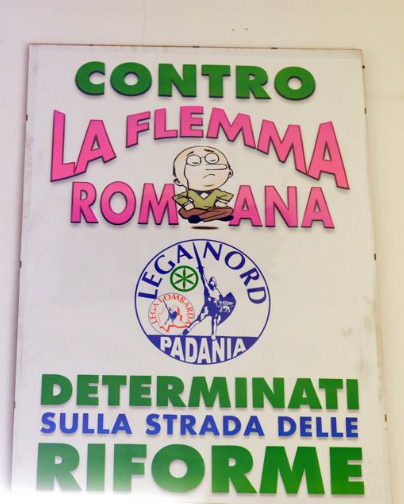 CONTRO
LA FLEMMA
ROMANA
LEGA NORD
LEGA LOMBARDA
PADANIA
DETERMINATI
SULLA STRADA DELLE
RIFORME